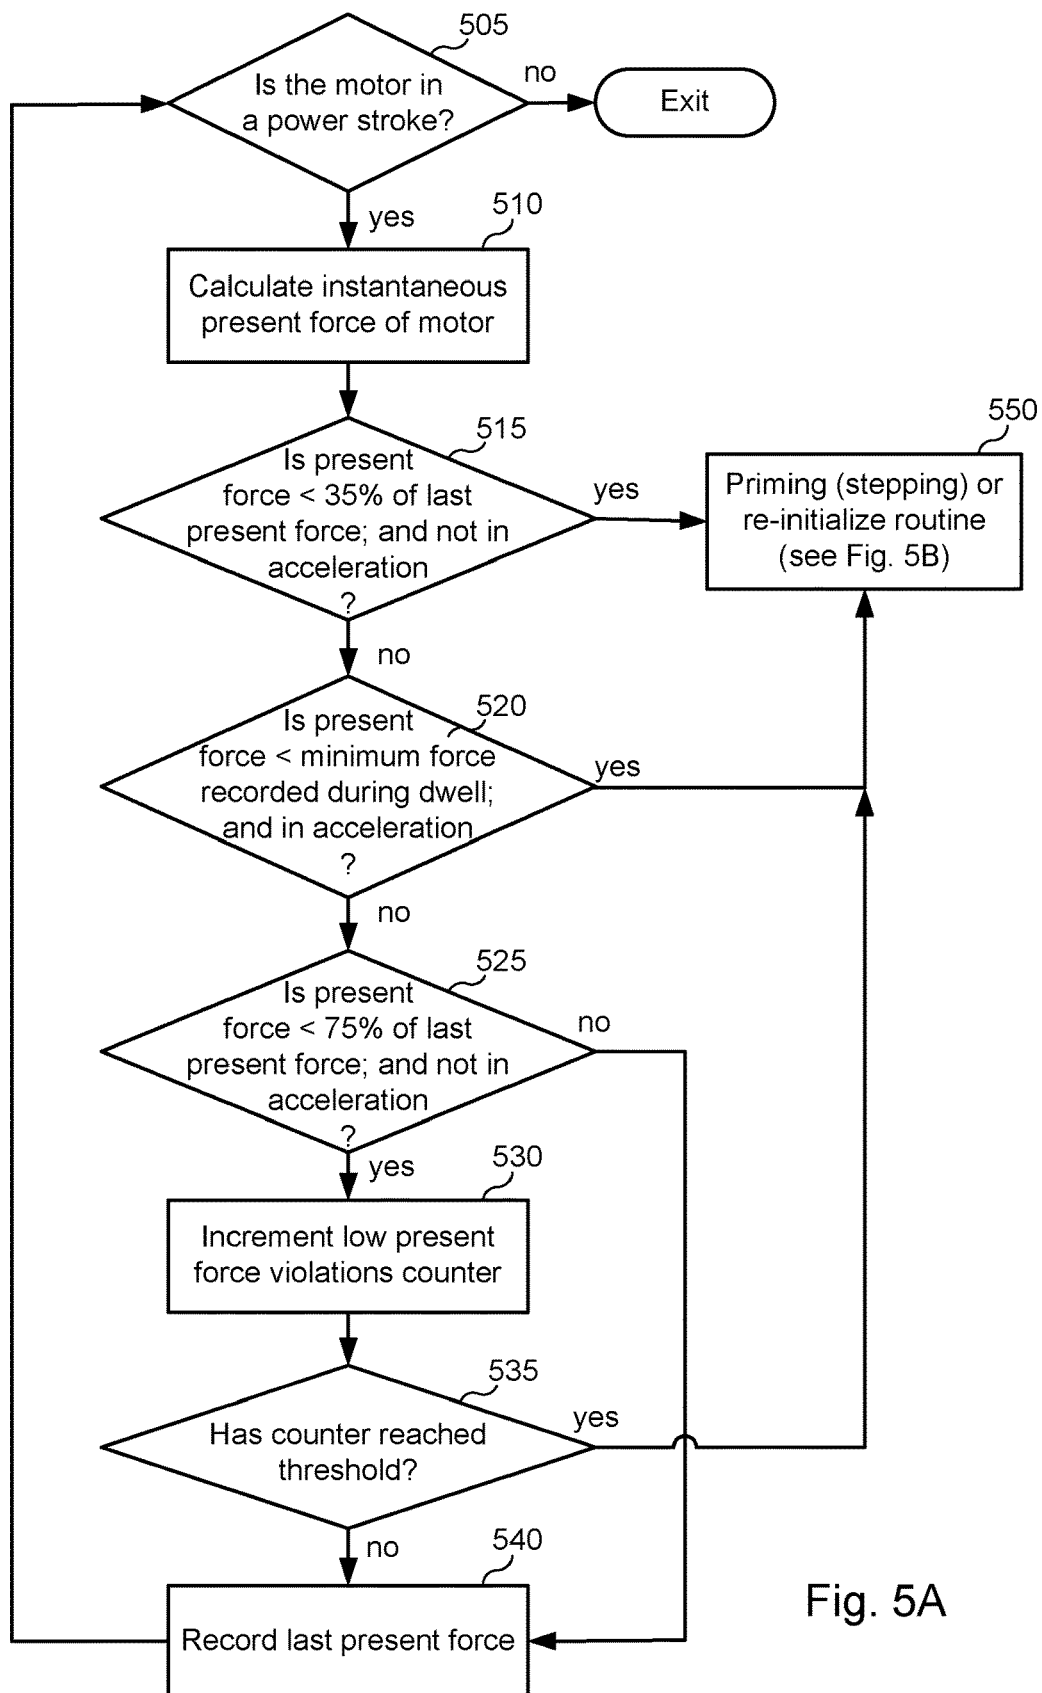 505
Is the motor in
a power stroke?
no
Exit
yes
510
Calculate instantaneous
present force of motor
515
Is present
force < 35% of last
present force; and not in
acceleration
?
yes
550
Priming (stepping) or
re-initialize routine
(see Fig. 5B)
no
520
Is present
force < minimum force
recorded during dwell;
and in acceleration
?
yes
no
525
Is present
force < 75% of last
present force; and not in
acceleration
?
no
yes
530
Increment low present
force violations counter
535
Has counter reached
threshold?
yes
no
540
Record last present force
Fig. 5A